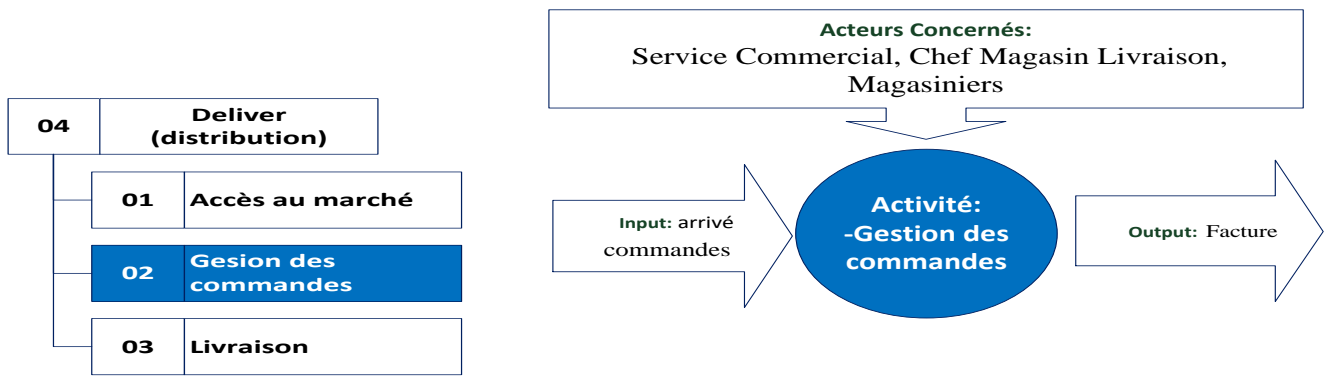 04
Deliver
(distribution)
01
Accès au marché
02
Gesion des
commandes
03
Livraison
Acteurs Concernés:
Service Commercial, Chef Magasin Livraison,
Magasiniers
Input: arrivé
commandes
Activité:
-Gestion des
commandes
Output: Facture